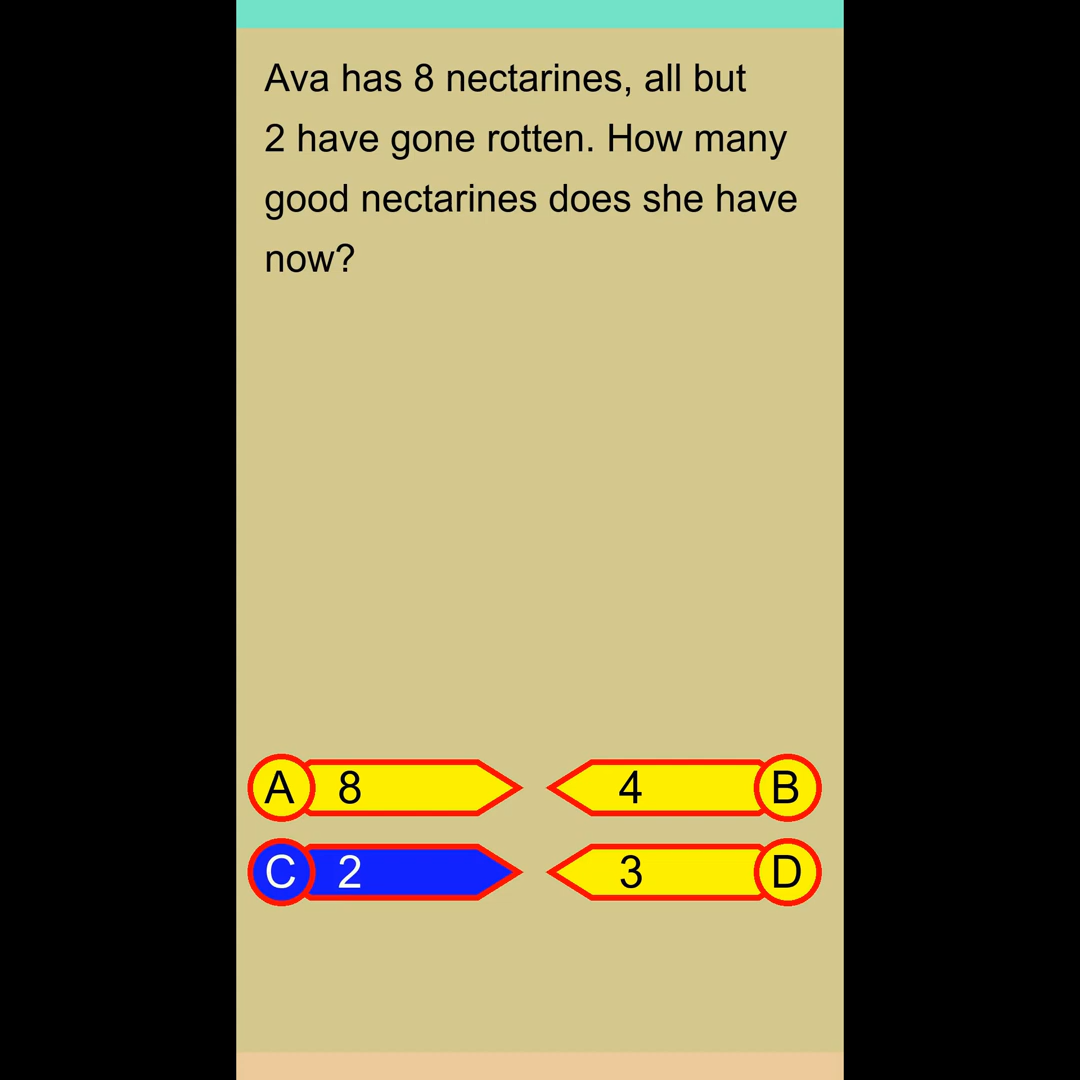 Ava has 8 nectarines, all but
2 have gone rotten. How many
good nectarines does she have
now?
A 8
4 B
C 2
3 D